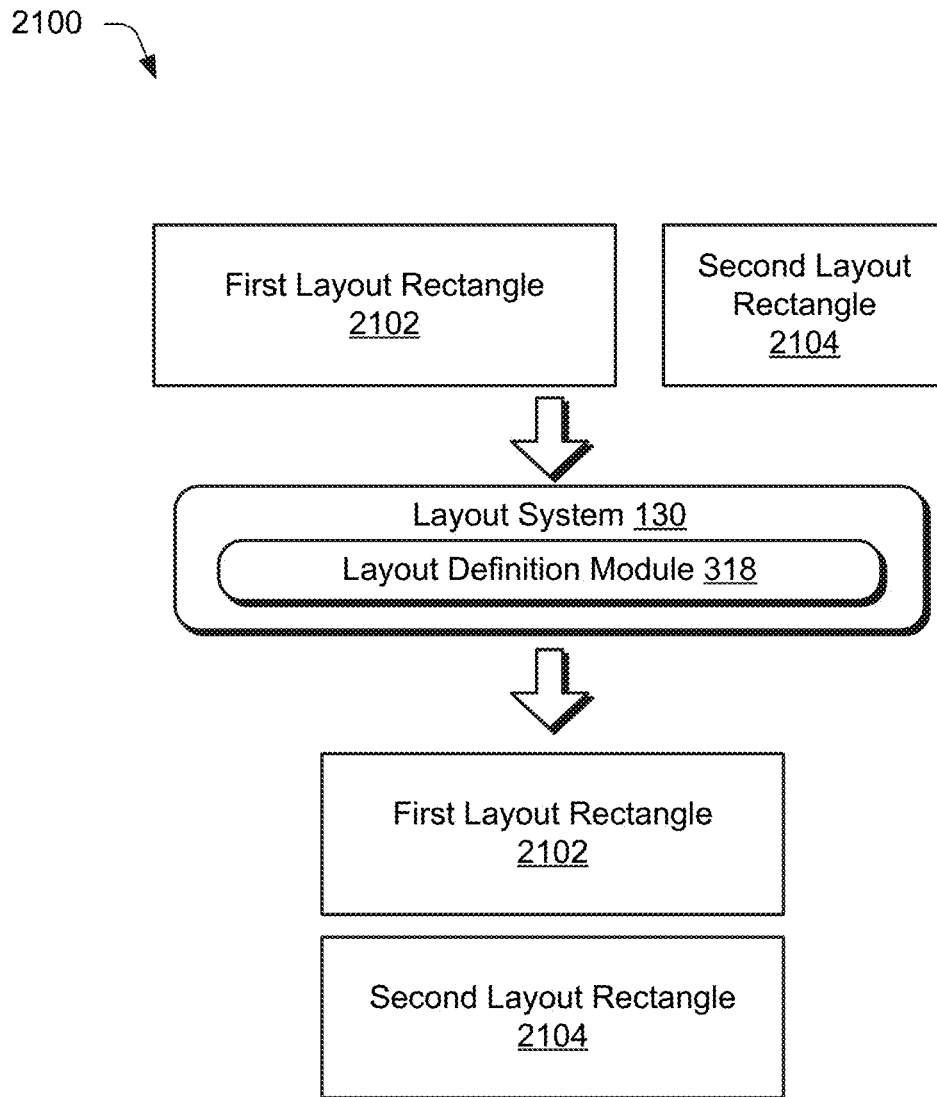 2100
First Layout Rectangle
2102
Second Layout
Rectangle
2104
Layout System 130
Layout Definition Module 318
First Layout Rectangle
2102
Second Layout Rectangle
2104